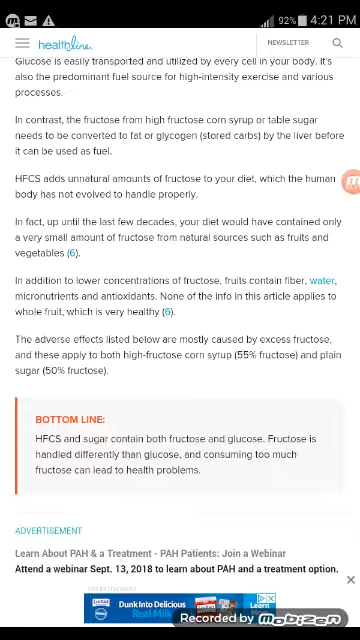 92% 4:21 PM
healthline NEWSLETTER
Glucose is easily transported and utilized by every cell in your body. It's
also the predominant fuel source for high-intensity exercise and various
processes.
In contrast, the fructose from high fructose corn syrup or table sugar
needs to be converted to fat or glycogen (stored carbs) by the liver before
it can be used as fuel.
HFCS adds unnatural amounts of fructose to your diet, which the human
body has not evolved to handle properly.
In fact, up until the last few decades, your diet would have contained only
a very small amount of fructose from natural sources such as fruits and
vegetables (6).
In addition to lower concentrations of fructose, fruits contain fiber, water,
micronutrients and antioxidants. None of the info in this article applies to
whole fruit, which is very healthy (6).
The adverse effects listed below are mostly caused by excess fructose,
and these apply to both high-fructose corn syrup (55% fructose) and plain
sugar (50% fructose).
BOTTOM LINE:
HFCS and sugar contain both fructose and glucose. Fructose is
handled differently than glucose, and consuming too much
fructose can lead to health problems.
ADVERTISEMENT
Learn About PAH & a Treatment - PAH Patients: Join a Webinar
Attend a webinar Sept. 13, 2018 to learn about PAH and a treatment option.
ADVERTISEMENT
Dunk Into Delicious
Real Milk
Recorded by mobizen